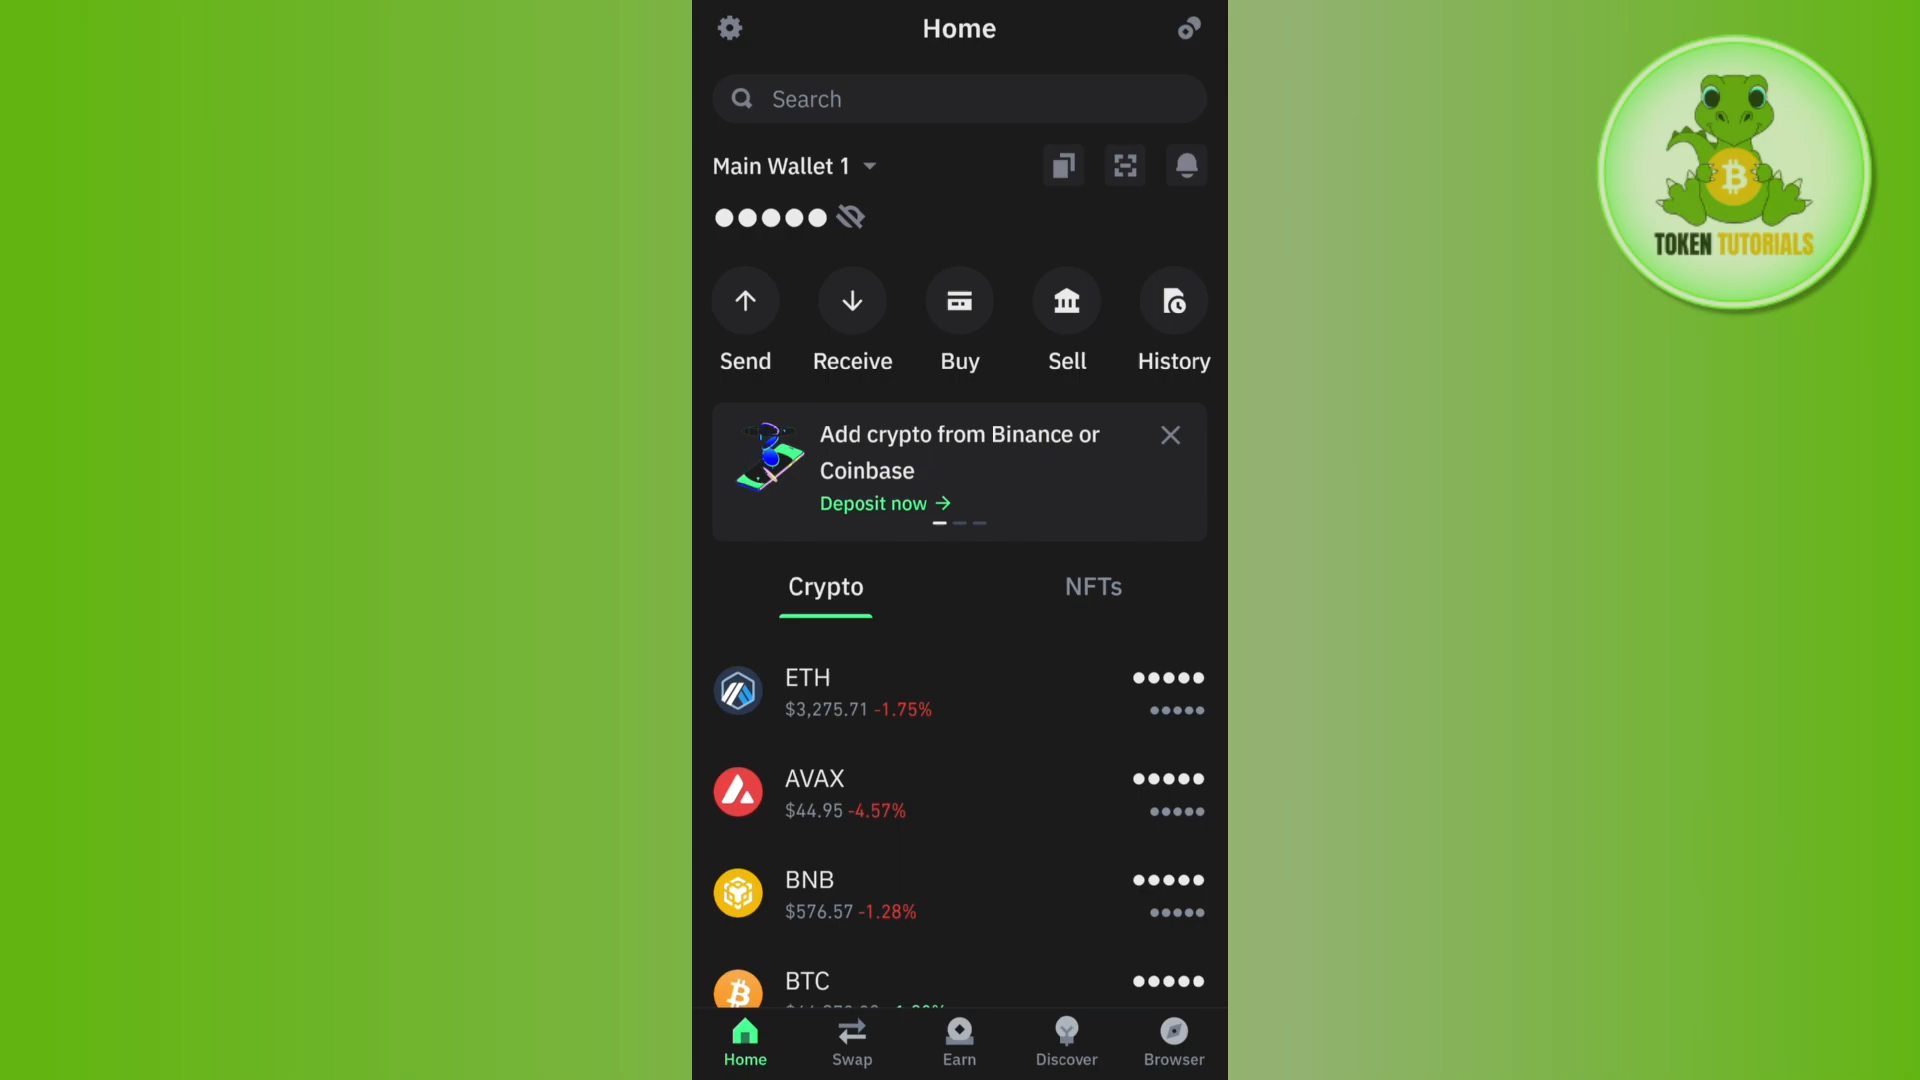 Home
Search
Main Wallet 1
Send
Receive
Buy
Sell
History
Add crypto from Binance or
Coinbase
Deposit now →
Crypto
NFTs
ETH
$3,275.71 -1.75%
AVAX
$44.95 -4.57%
BNB
$576.57 -1.28%
BTC
Home
Swap
Earn
Discover
Browser
TOKEN TUTORIALS